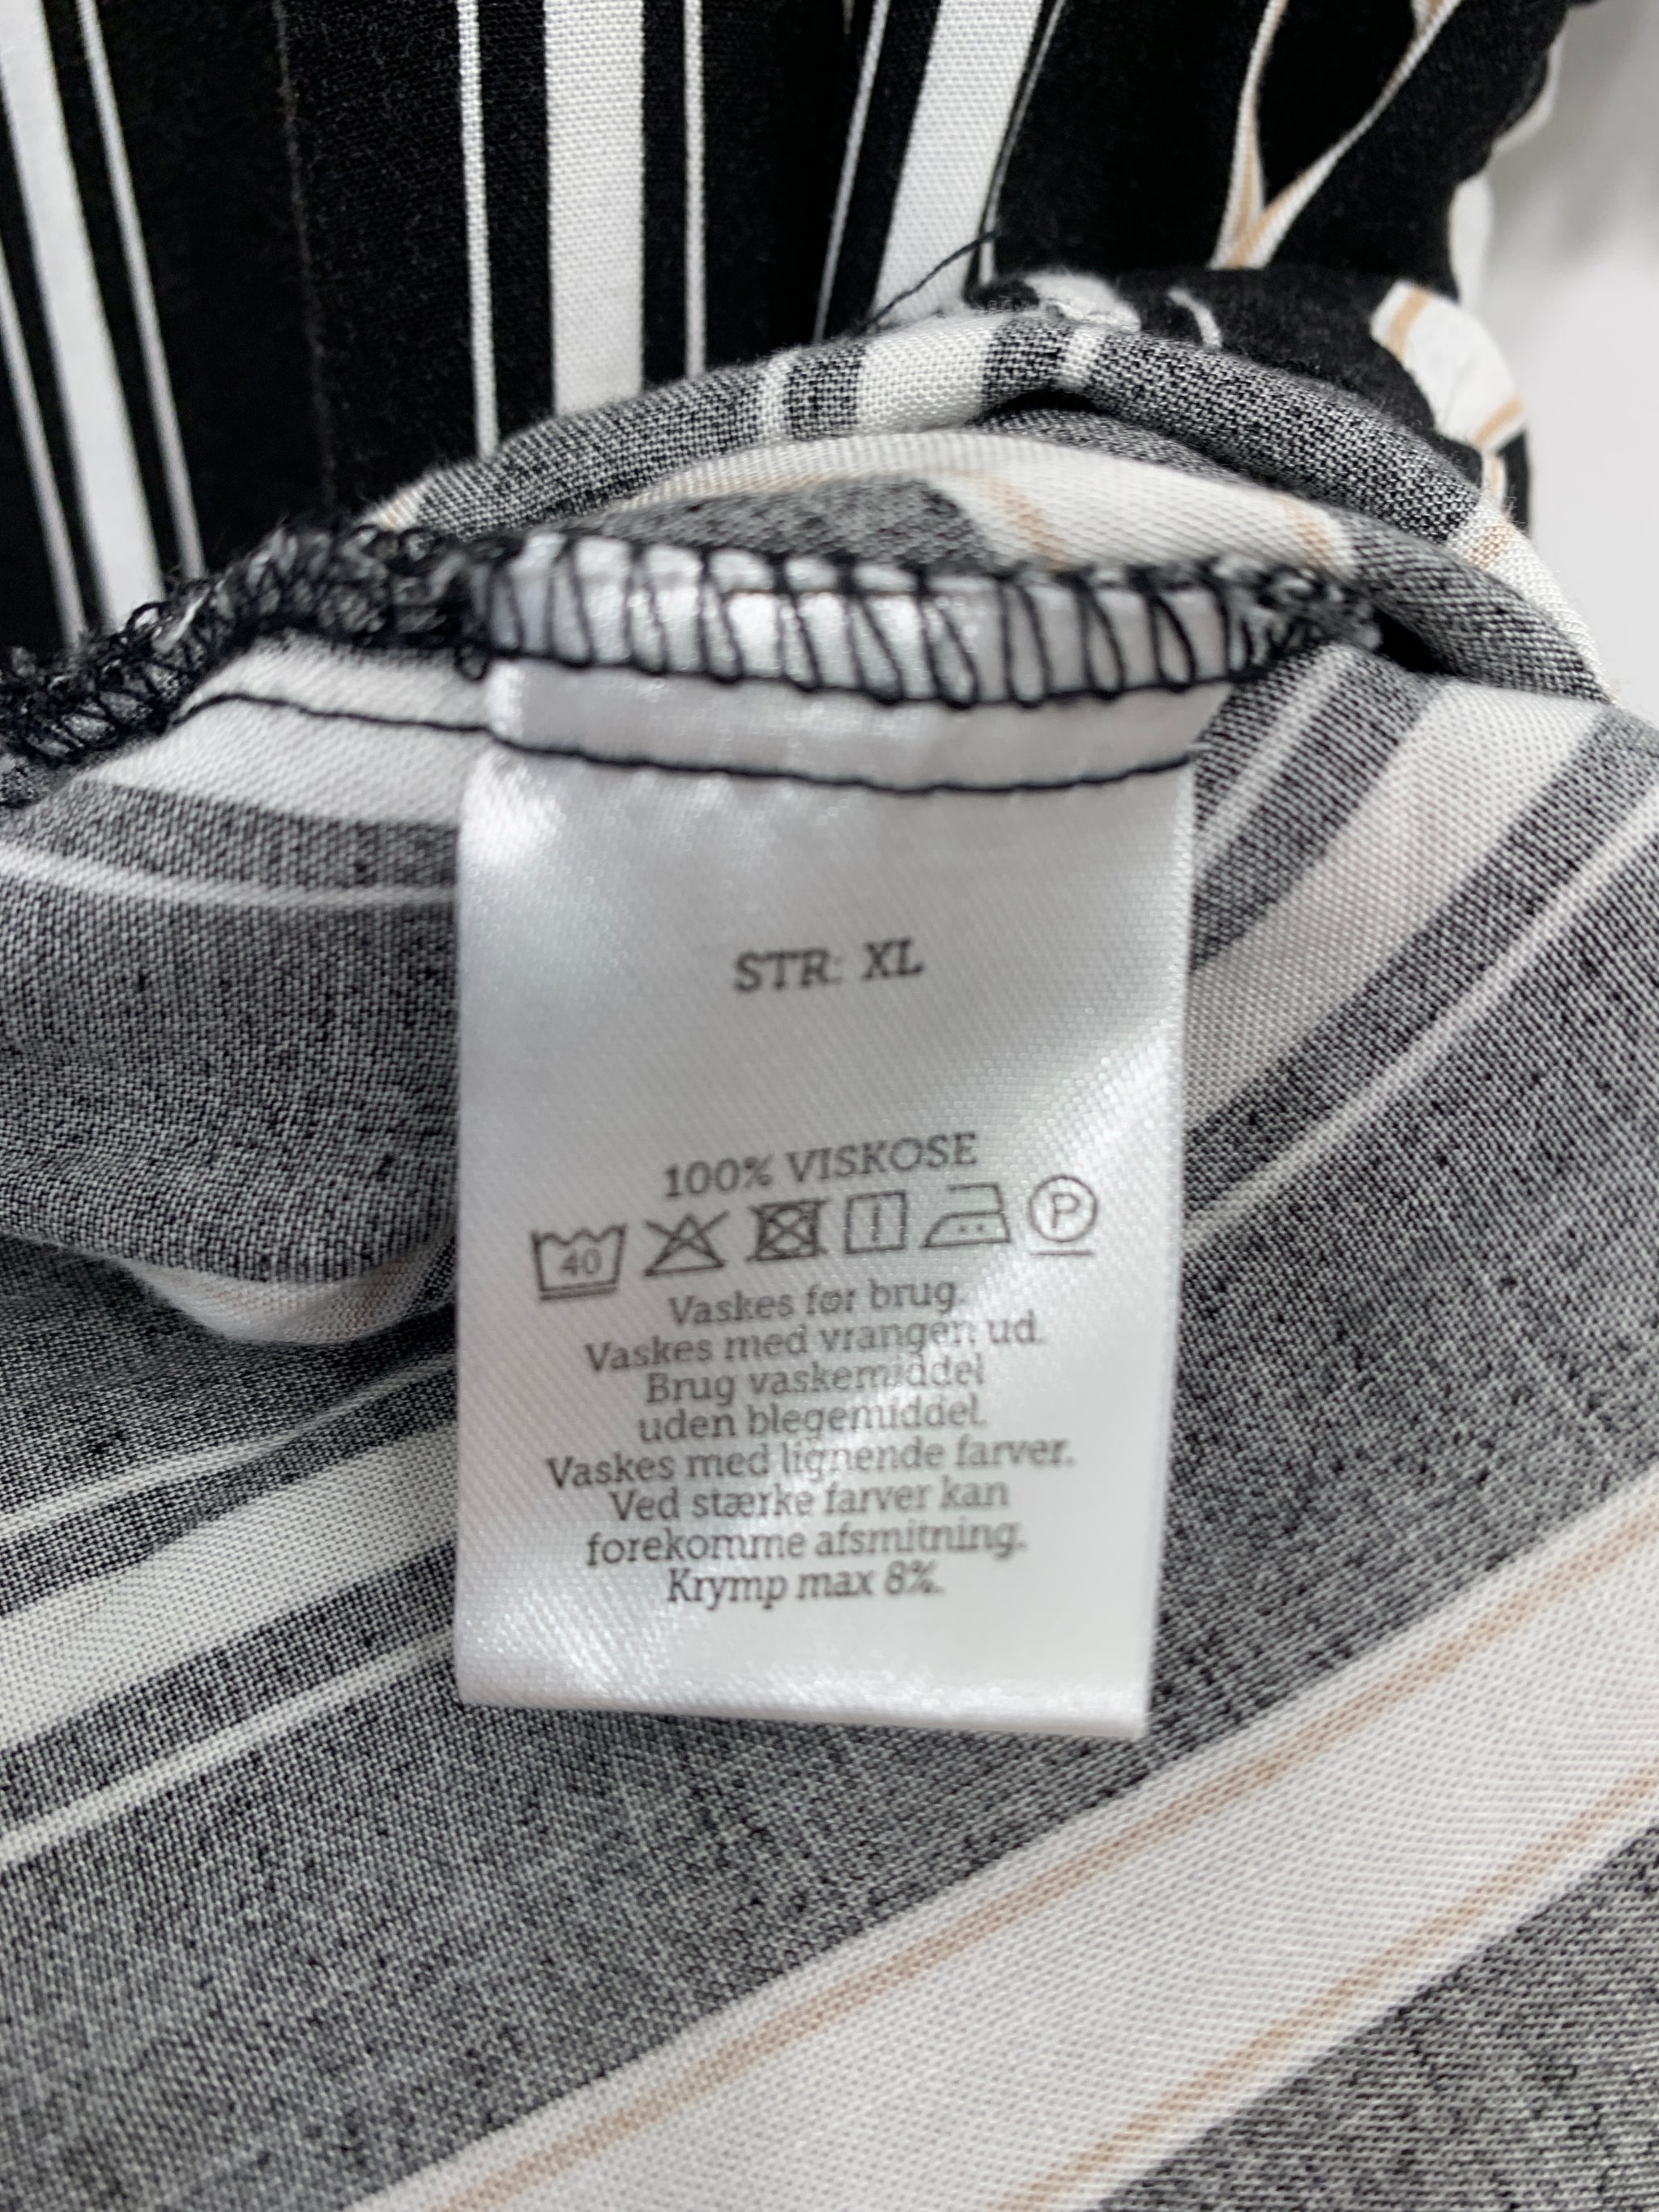 STR: XL
100% VISKOSE
40 P
Vaskes før brug.
Vaskes med vrangen ud.
Brug vaskemiddel
uden blegemiddel.
Vaskes med lignende farver.
Ved stærke farver kan
forekomme afsmitning.
Krymp max 8%.